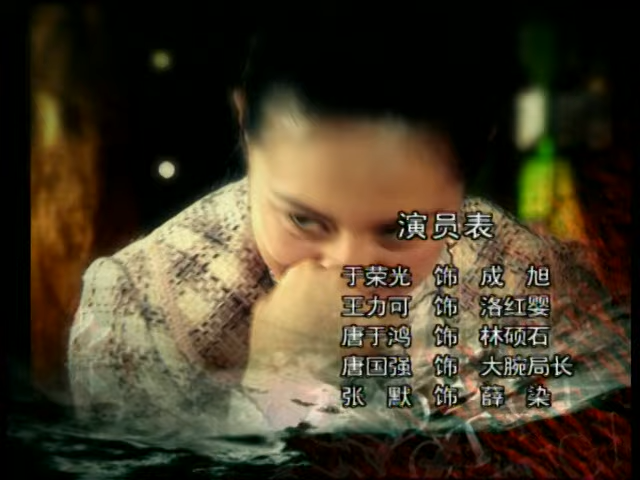 演员表
于荣光 饰 成 旭
王力可 饰 洛红婴
唐于鸿 饰 林硕石
唐国强 饰 大腕局长
张 默 饰 薛 染